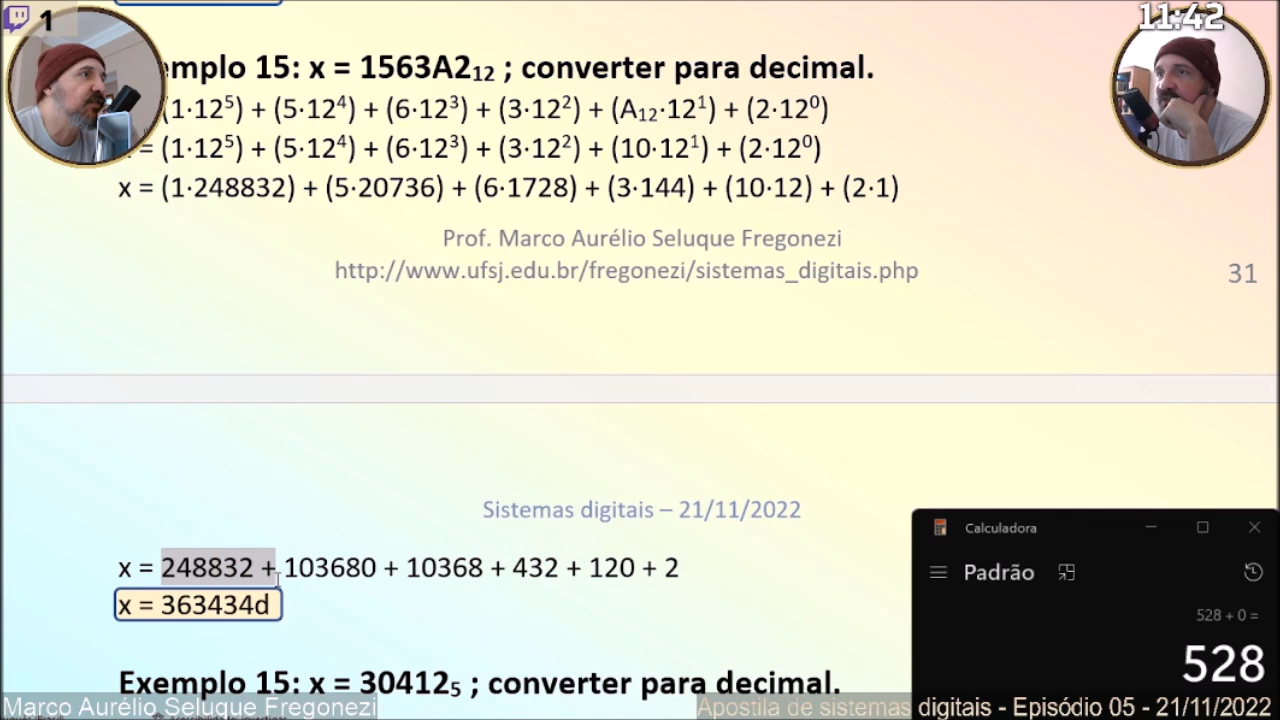 1
11:42
emplo 15: x = 1563A2₁₂ ; converter para decimal.
(1·12⁵) + (5·12⁴) + (6·12³) + (3·12²) + (A₁₂·12¹) + (2·12⁰)
= (1·12⁵) + (5·12⁴) + (6·12³) + (3·12²) + (10·12¹) + (2·12⁰)
x = (1·248832) + (5·20736) + (6·1728) + (3·144) + (10·12) + (2·1)
Prof. Marco Aurélio Seluque Fregonezi
http://www.ufsj.edu.br/fregonezi/sistemas_digitais.php
31
Sistemas digitais – 21/11/2022
x = 248832 + 103680 + 10368 + 432 + 120 + 2
x = 363434d
Exemplo 15: x = 30412₅ ; converter para decimal.
Calculadora
Padrão
528 + 0 =
528
Marco Aurélio Seluque Fregonezi
Apostila de sistemas digitais - Episódio 05 - 21/11/2022